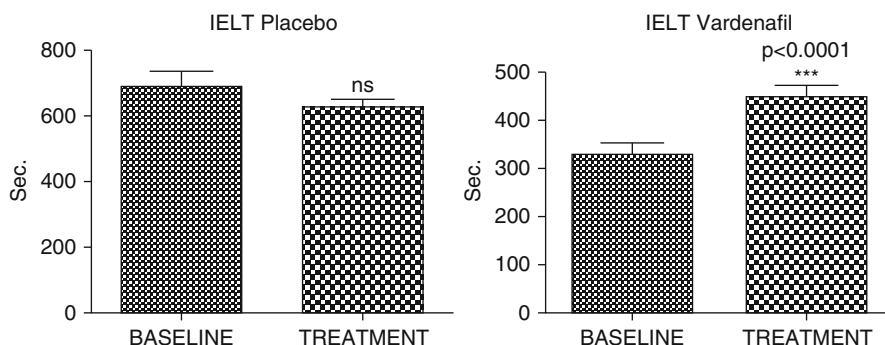 IELT Placebo
800
600
400
200
0
Sec.
ns
BASELINE
TREATMENT
IELT Vardenafil
p<0.0001
***
500
400
300
200
100
0
Sec.
BASELINE
TREATMENT